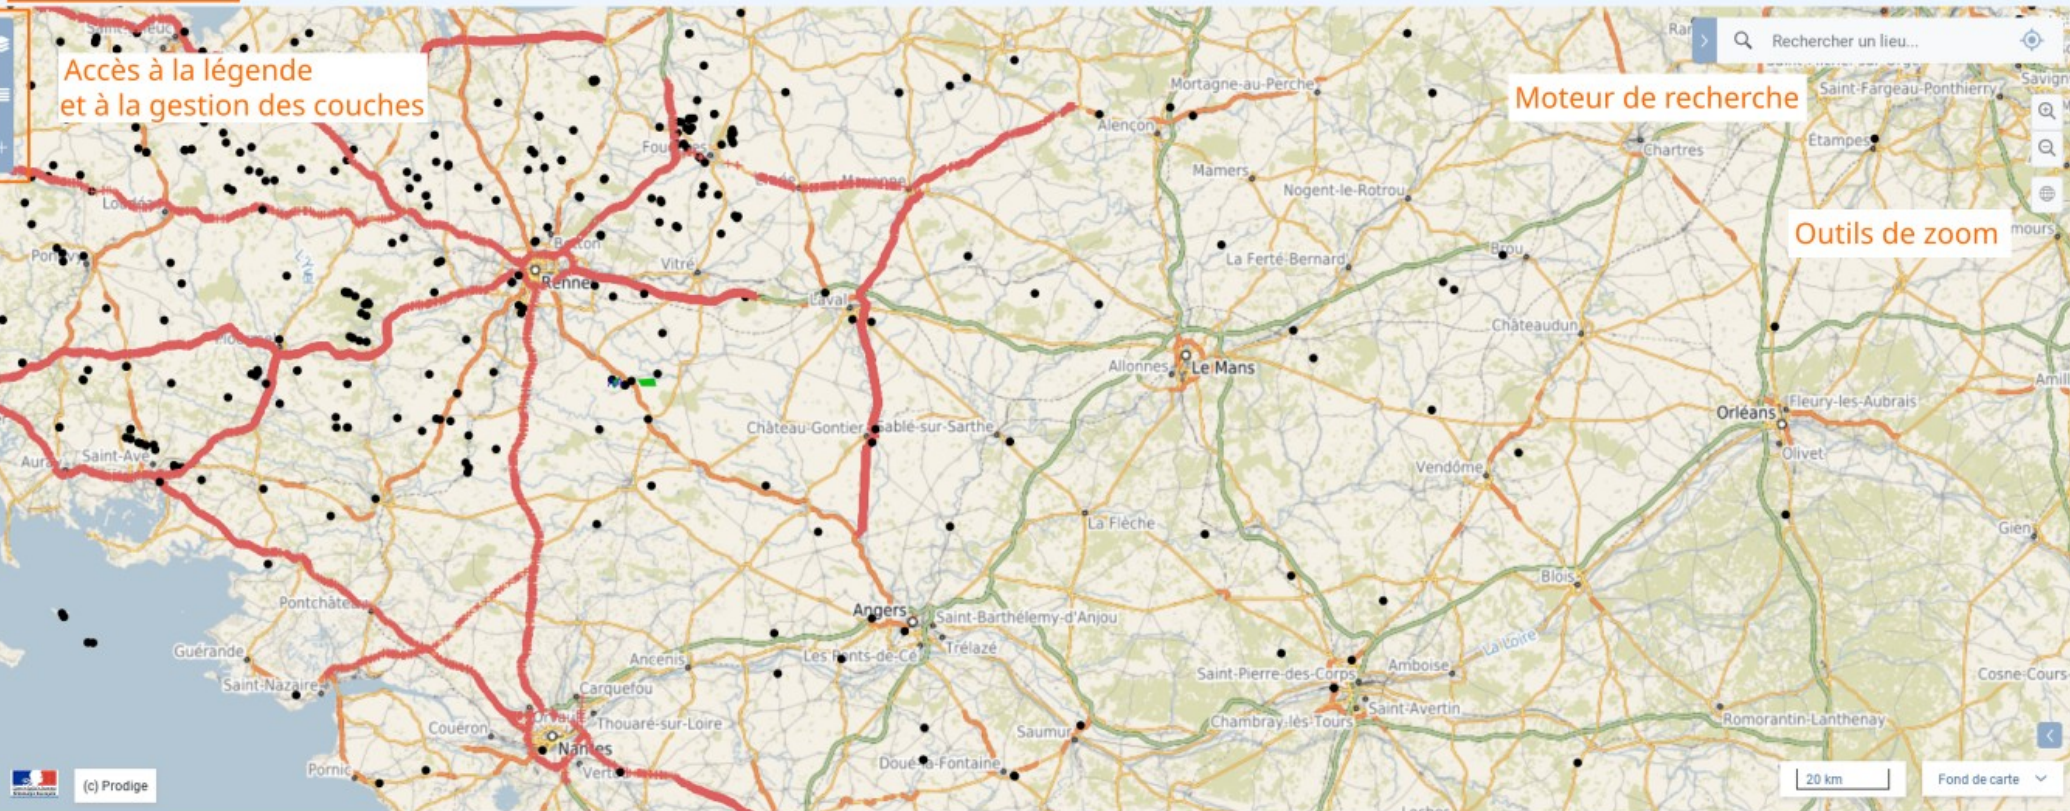 Accès à la légende
et à la gestion des couches
Rechercher un lieu...
Moteur de recherche
Outils de zoom
Mortagne-au-Perche
Saint-Fargeau-Ponthierry
Alençon
Étampes
Chartres
Mamers
Nogent-le-Rotrou
Betton
Vitré
La Ferté-Bernard
Brou
Laval
Châteaudun
Allonnes
Le Mans
Fleury-les-Aubrais
Orléans
Olivet
Château-Gontier
Sablé-sur-Sarthe
Auray
Saint-Avé
Vendôme
La Flèche
Gien
Blois
Pontchâteau
Angers
Saint-Barthélemy-d'Anjou
Trélazé
Les Ponts-de-Cé
La Loire
Guérande
Ancenis
Saint-Pierre-des-Corps
Amboise
Cosne-Cours
Saint-Nazaire
Carquefou
Saint-Avertin
Couëron
Orvault
Thouaré-sur-Loire
Chambray-lès-Tours
Romorantin-Lanthenay
Saumur
Nantes
Vertou
Doué-la-Fontaine
Pornic
(c) Prodige
20 km
Fond de carte